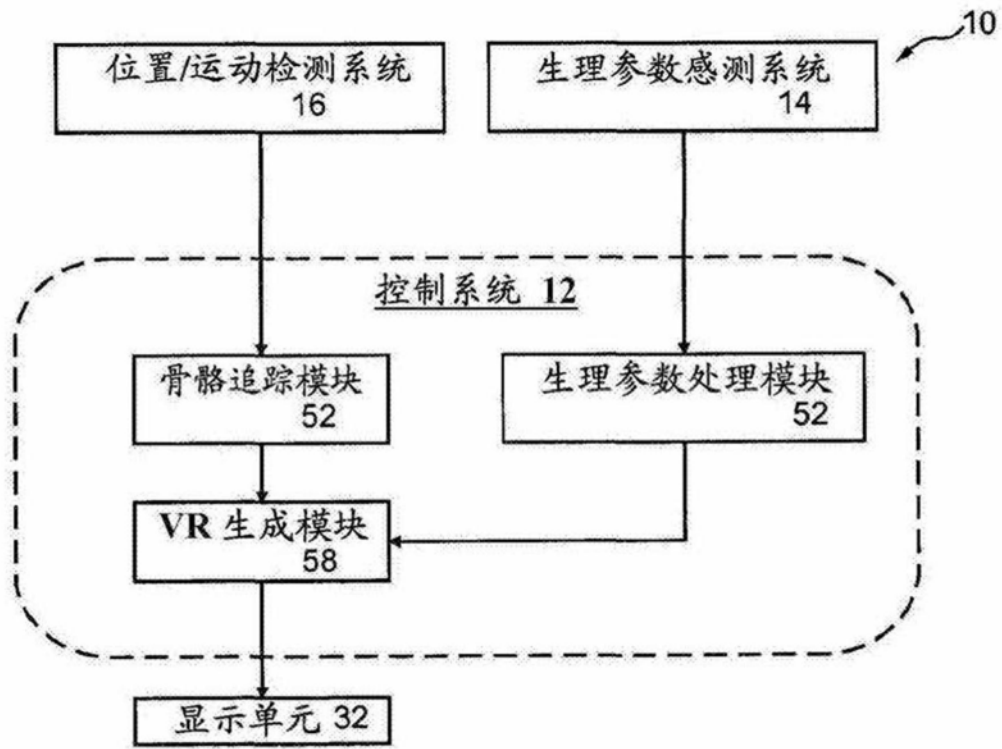 10
位置/运动检测系统
16
生理参数感测系统
14
控制系统 12
骨骼追踪模块
52
生理参数处理模块
52
VR 生成模块
58
显示单元 32